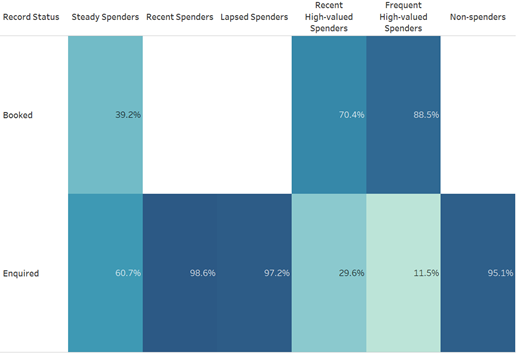 Record Status Steady Spenders Recent Spenders Lapsed Spenders Recent High-valued Spenders Frequent High-valued Spenders Non-spenders
Booked 39.2% 70.4% 88.5%
Enquired 60.7% 98.6% 97.2% 29.6% 11.5% 95.1%